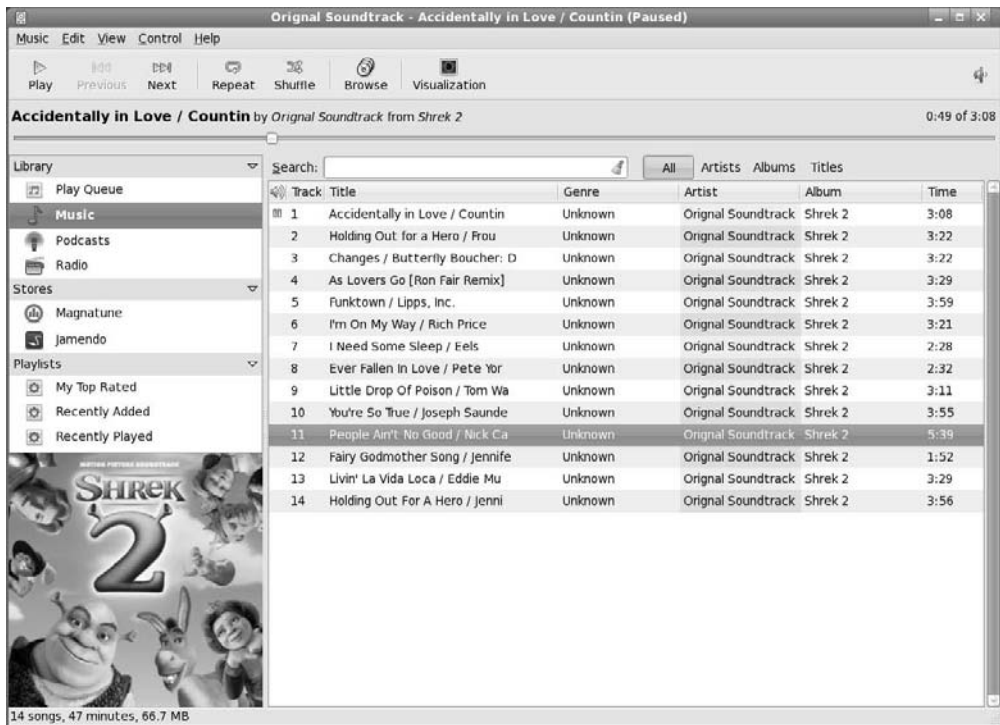 Orignal Soundtrack - Accidentally in Love / Countin (Paused)
Music Edit View Control Help
Play Previous Next Repeat Shuffle Browse Visualization
Accidentally in Love / Countin by Orignal Soundtrack from Shrek 2 0:49 of 3:08
Library
Play Queue
Music
Podcasts
Radio
Stores
Magnatune
Jamendo
Playlists
My Top Rated
Recently Added
Recently Played
MOTION PICTURE SOUNDTRACK
SHREK
2
Search: All Artists Albums Titles
Track Title Genre Artist Album Time
1 Accidentally in Love / Countin Unknown Orignal Soundtrack Shrek 2 3:08
2 Holding Out for a Hero / Frou Unknown Orignal Soundtrack Shrek 2 3:22
3 Changes / Butterfly Boucher: D Unknown Orignal Soundtrack Shrek 2 3:22
4 As Lovers Go [Ron Fair Remix] Unknown Orignal Soundtrack Shrek 2 3:29
5 Funktown / Lipps, Inc. Unknown Orignal Soundtrack Shrek 2 3:59
6 I'm On My Way / Rich Price Unknown Orignal Soundtrack Shrek 2 3:21
7 I Need Some Sleep / Eels Unknown Orignal Soundtrack Shrek 2 2:28
8 Ever Fallen In Love / Pete Yor Unknown Orignal Soundtrack Shrek 2 2:32
9 Little Drop Of Poison / Tom Wa Unknown Orignal Soundtrack Shrek 2 3:11
10 You're So True / Joseph Saunde Unknown Orignal Soundtrack Shrek 2 3:55
11 People Ain't No Good / Nick Ca Unknown Orignal Soundtrack Shrek 2 5:39
12 Fairy Godmother Song / Jennife Unknown Orignal Soundtrack Shrek 2 1:52
13 Livin' La Vida Loca / Eddie Mu Unknown Orignal Soundtrack Shrek 2 3:29
14 Holding Out For A Hero / Jenni Unknown Orignal Soundtrack Shrek 2 3:56
14 songs, 47 minutes, 66.7 MB